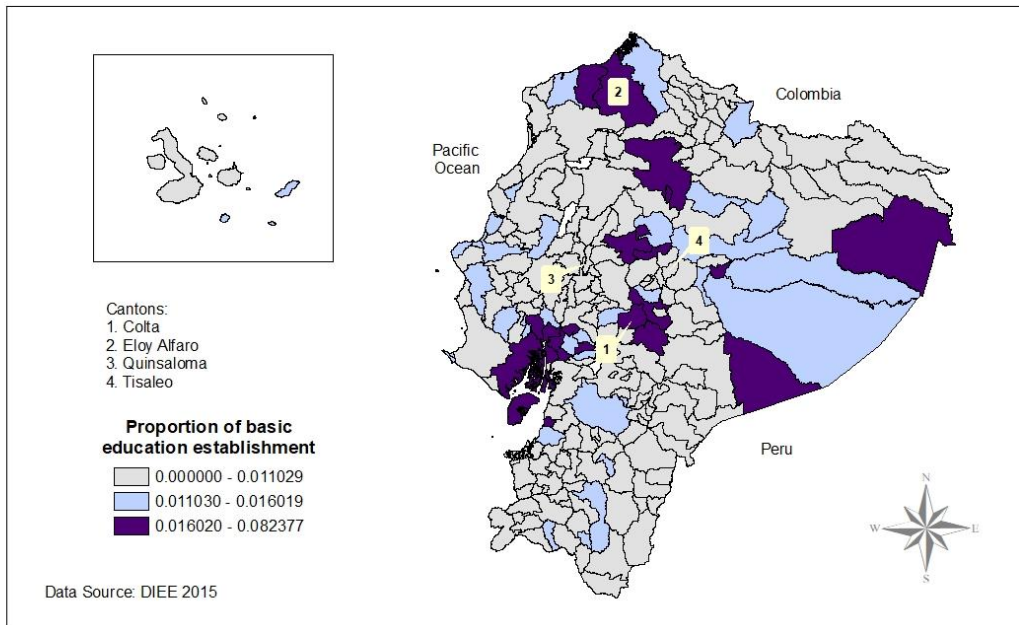 Colombia
Pacific
Ocean
Peru
2
4
3
1
Cantons:
1. Colta
2. Eloy Alfaro
3. Quinsaloma
4. Tisaleo
Proportion of basic
education establishment
0.000000 - 0.011029
0.011030 - 0.016019
0.016020 - 0.082377
N
W
E
S
Data Source: DIEE 2015